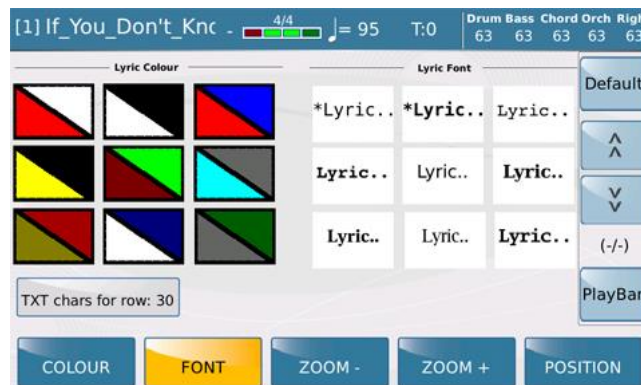 [1] If_You_Don't_Knc - 4/4 ♩= 95 T:0 Drum Bass Chord Orch Righ
63 63 63 63 63
Lyric Colour
Lyric Font
Default
*Lyric.. *Lyric.. Lyric..
Lyric.. Lyric.. Lyric..
Lyric.. Lyric.. Lyric..
(-/-)
TXT chars for row: 30
PlayBar
COLOUR FONT ZOOM - ZOOM + POSITION